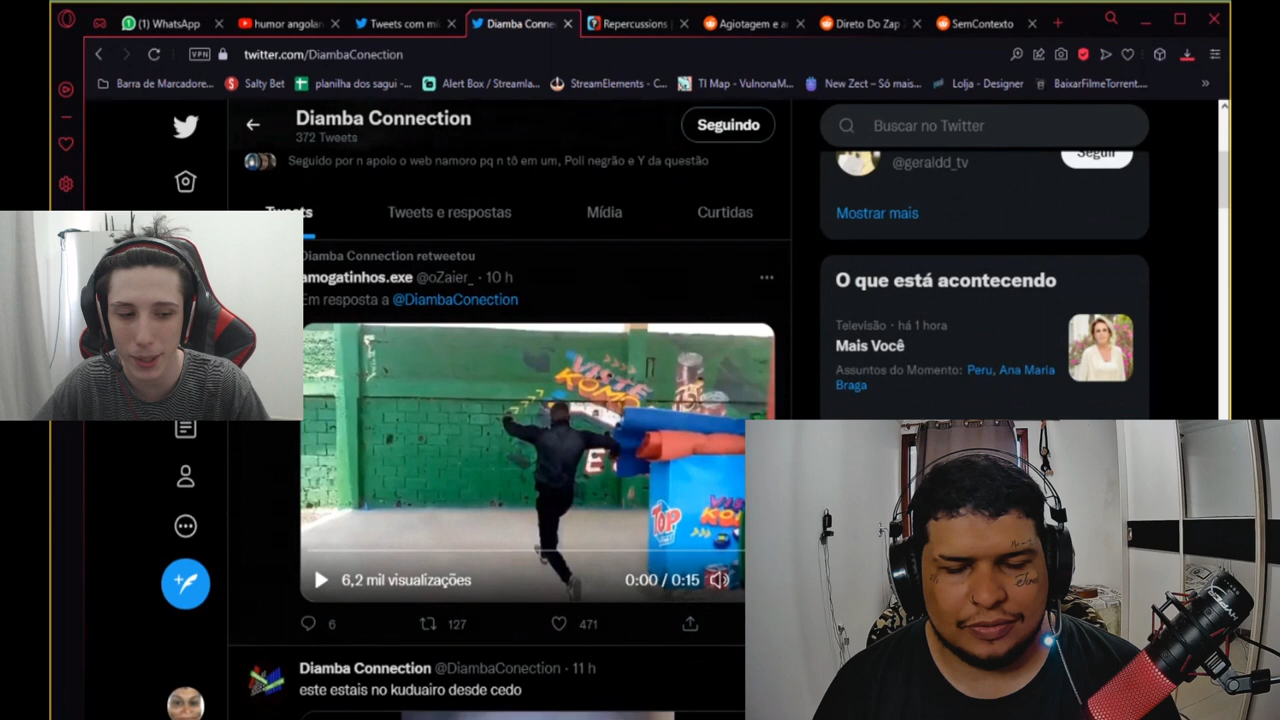 (1) WhatsApp
humor angolan
Tweets com mi
Diamba Conne
Repercussions |
Agiotagem e a
Direto Do Zap
SemContexto
VPN
twitter.com/DiambaConection
Barra de Marcadore...
Salty Bet
planilha dos sagui -...
Alert Box / Streamla...
StreamElements - C...
TI Map - VulnonaM...
New Zect – Só mais...
Lolja - Designer
BaixarFilmeTorrent....
Diamba Connection
372 Tweets
Seguindo
Seguido por n apoio o web namoro pq n tô em um, Poli negrão e Y da questão
Tweets
Tweets e respostas
Mídia
Curtidas
Diamba Connection retweetou
amogatinhos.exe @oZaier_ · 10 h
Em resposta a @DiambaConection
VISTE
KOMO
TOP
6,2 mil visualizações
0:00 / 0:15
6
127
471
Diamba Connection @DiambaConection · 11 h
este estais no kuduairo desde cedo
Buscar no Twitter
@geraldd_tv
Seguir
Mostrar mais
O que está acontecendo
Televisão · há 1 hora
Mais Você
Assuntos do Momento: Peru, Ana Maria
Braga